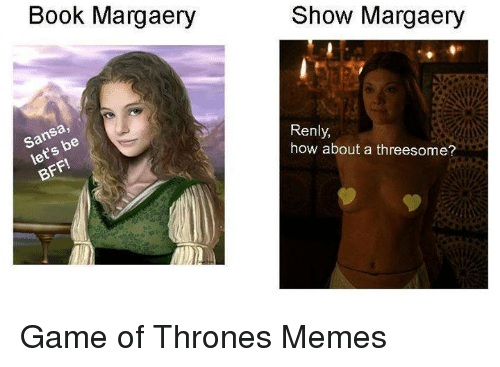 Book Margaery
Show Margaery
Sansa,
let's be
BFF!
Renly,
how about a threesome?
Game of Thrones Memes